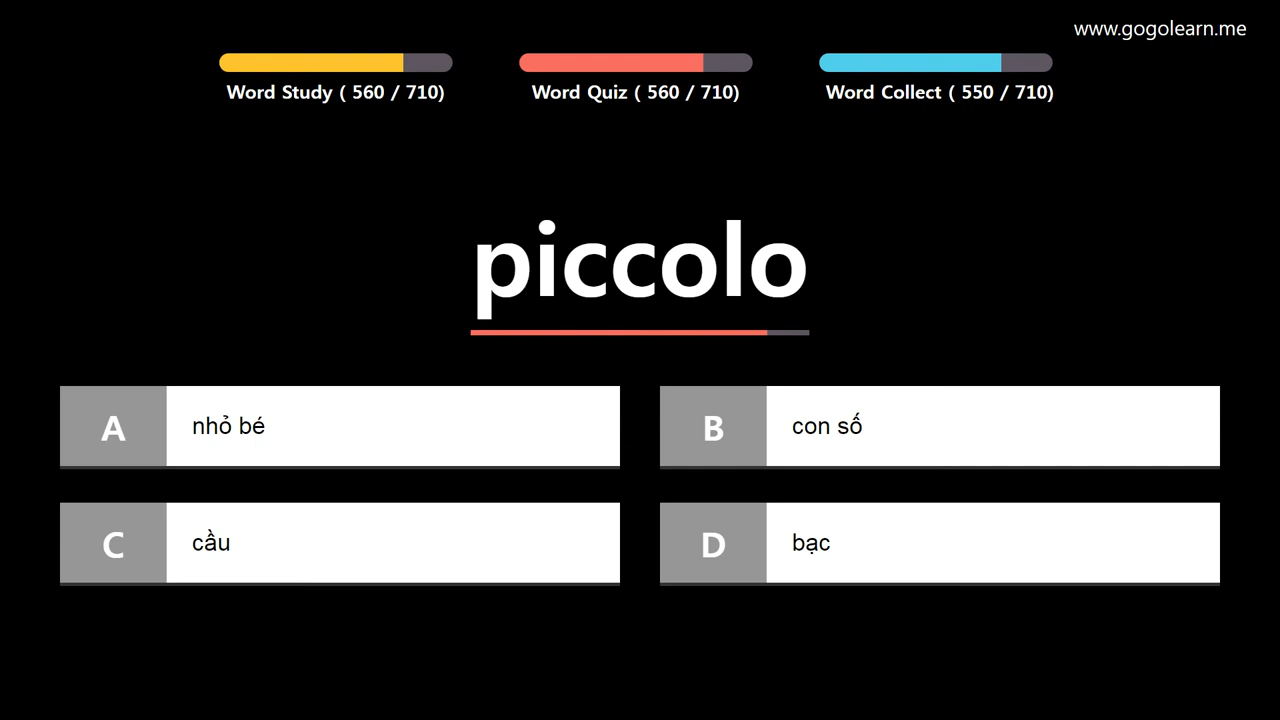 www.gogolearn.me
Word Study ( 560 / 710)
Word Quiz ( 560 / 710)
Word Collect ( 550 / 710)
piccolo
A nhỏ bé
B con số
C cầu
D bạc